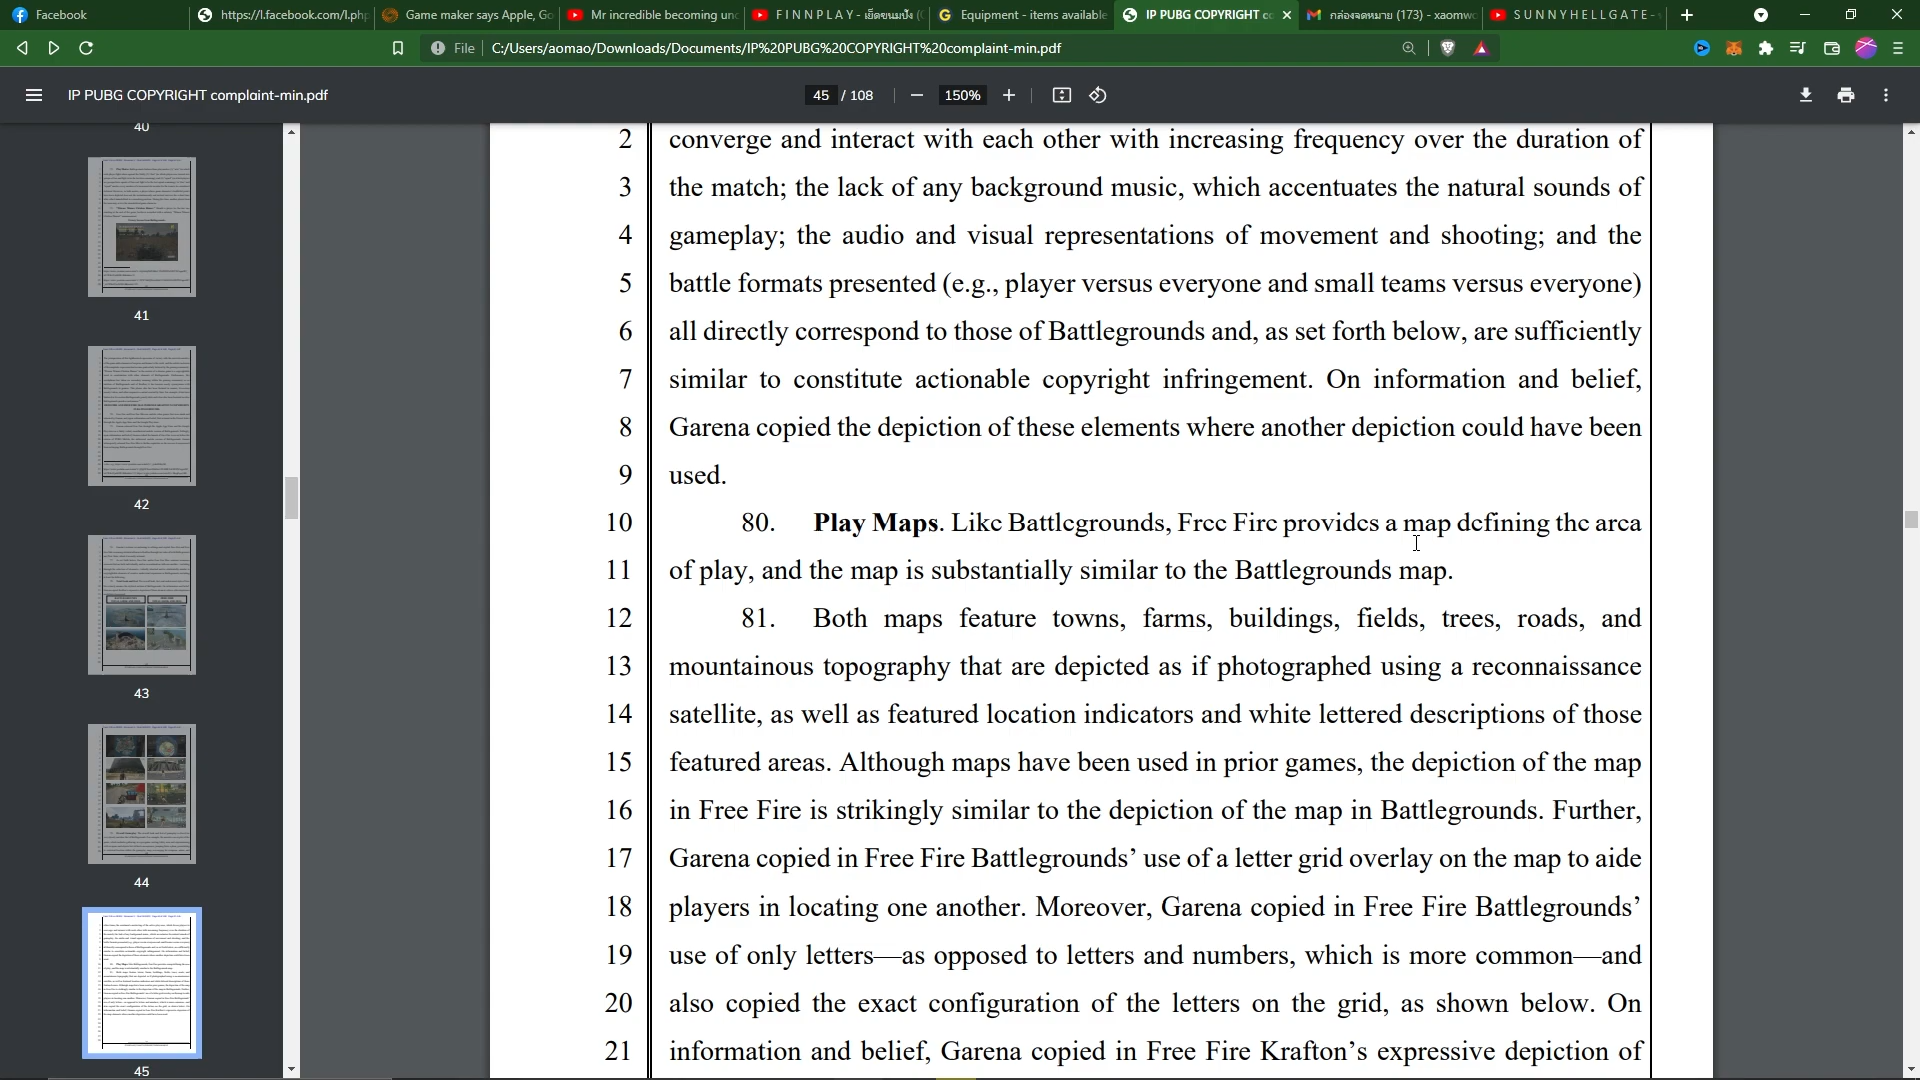 Facebook
https://l.facebook.com/l.php
Game maker says Apple, Go
Mr incredible becoming un
F I N N P L A Y -
Equipment - items available
IP PUBG COPYRIGHT co
กล่องจดหมาย (173) - xaomw
S U N N Y H E L L G A T E -
File
C:/Users/aomao/Downloads/Documents/IP%20PUBG%20COPYRIGHT%20complaint-min.pdf
IP PUBG COPYRIGHT complaint-min.pdf
45 / 108
150%
40
41
42
43
44
45
2 converge and interact with each other with increasing frequency over the duration of
3 the match; the lack of any background music, which accentuates the natural sounds of
4 gameplay; the audio and visual representations of movement and shooting; and the
5 battle formats presented (e.g., player versus everyone and small teams versus everyone)
6 all directly correspond to those of Battlegrounds and, as set forth below, are sufficiently
7 similar to constitute actionable copyright infringement. On information and belief,
8 Garena copied the depiction of these elements where another depiction could have been
9 used.
10 80. Play Maps. Like Battlegrounds, Free Fire provides a map defining the area
11 of play, and the map is substantially similar to the Battlegrounds map.
12 81. Both maps feature towns, farms, buildings, fields, trees, roads, and
13 mountainous topography that are depicted as if photographed using a reconnaissance
14 satellite, as well as featured location indicators and white lettered descriptions of those
15 featured areas. Although maps have been used in prior games, the depiction of the map
16 in Free Fire is strikingly similar to the depiction of the map in Battlegrounds. Further,
17 Garena copied in Free Fire Battlegrounds’ use of a letter grid overlay on the map to aide
18 players in locating one another. Moreover, Garena copied in Free Fire Battlegrounds’
19 use of only letters—as opposed to letters and numbers, which is more common—and
20 also copied the exact configuration of the letters on the grid, as shown below. On
21 information and belief, Garena copied in Free Fire Krafton’s expressive depiction of